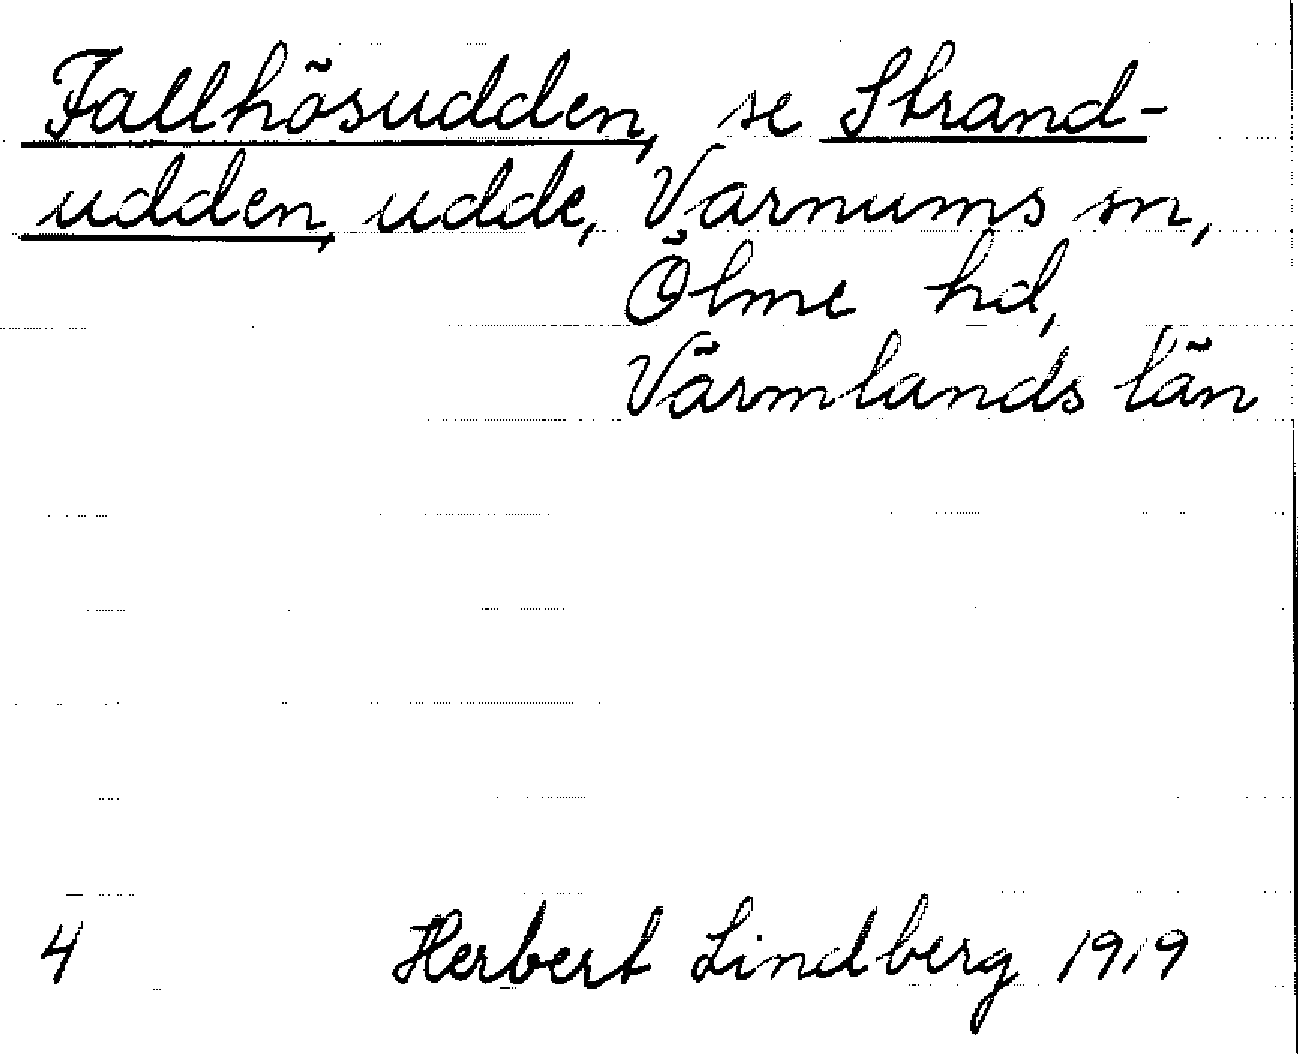 Fallhösudden, se Strand-
udden, udde, Varnums sn,
Ölme hd,
Värmlands län
4 Herbert Lindberg 1919